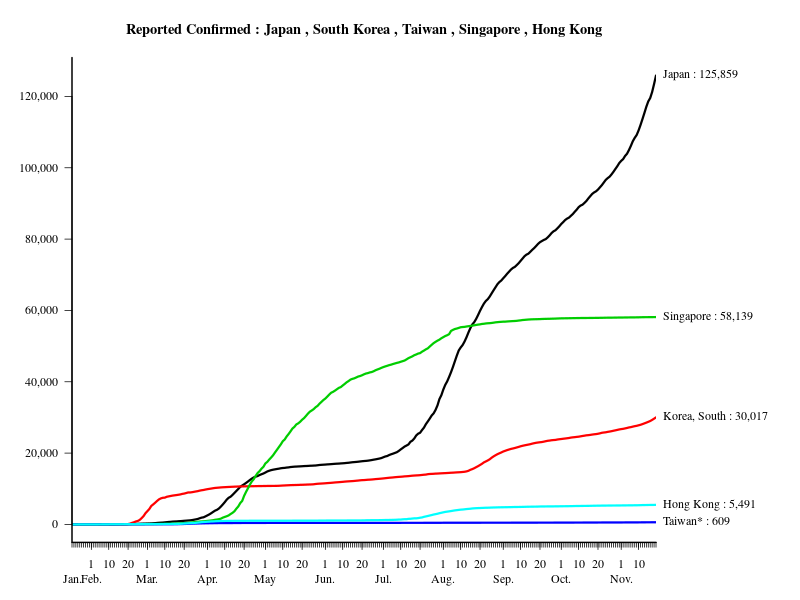 Reported Confirmed : Japan , South Korea , Taiwan , Singapore , Hong Kong
Japan : 125,859
120,000
100,000
80,000
60,000
Singapore : 58,139
40,000
Korea, South : 30,017
20,000
Hong Kong : 5,491
Taiwan* : 609
0
1 10 20 1 10 20 1 10 20 1 10 20 1 10 20 1 10 20 1 10 20 1 10 20 1 10 20 1 10
Jan. Feb. Mar. Apr. May Jun. Jul. Aug. Sep. Oct. Nov.